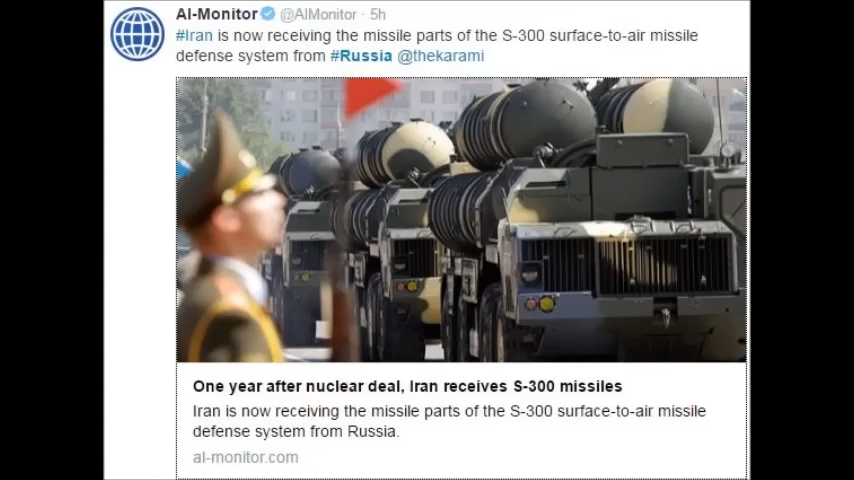 Al-Monitor @AlMonitor · 5h
#Iran is now receiving the missile parts of the S-300 surface-to-air missile
defense system from #Russia @thekarami
One year after nuclear deal, Iran receives S-300 missiles
Iran is now receiving the missile parts of the S-300 surface-to-air missile
defense system from Russia.
al-monitor.com